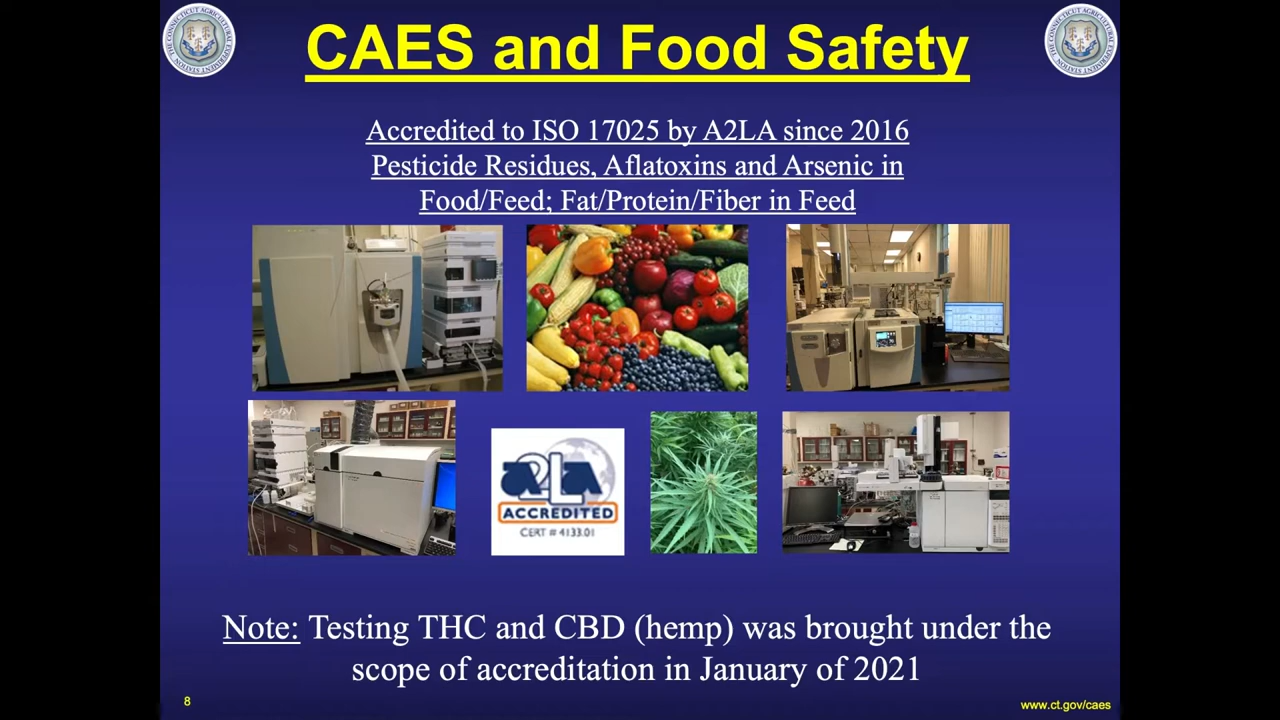 CAES and Food Safety
Accredited to ISO 17025 by A2LA since 2016
Pesticide Residues, Aflatoxins and Arsenic in
Food/Feed; Fat/Protein/Fiber in Feed
A2LA
ACCREDITED
CERT # 4133.01
Note: Testing THC and CBD (hemp) was brought under the
scope of accreditation in January of 2021
8
www.ct.gov/caes